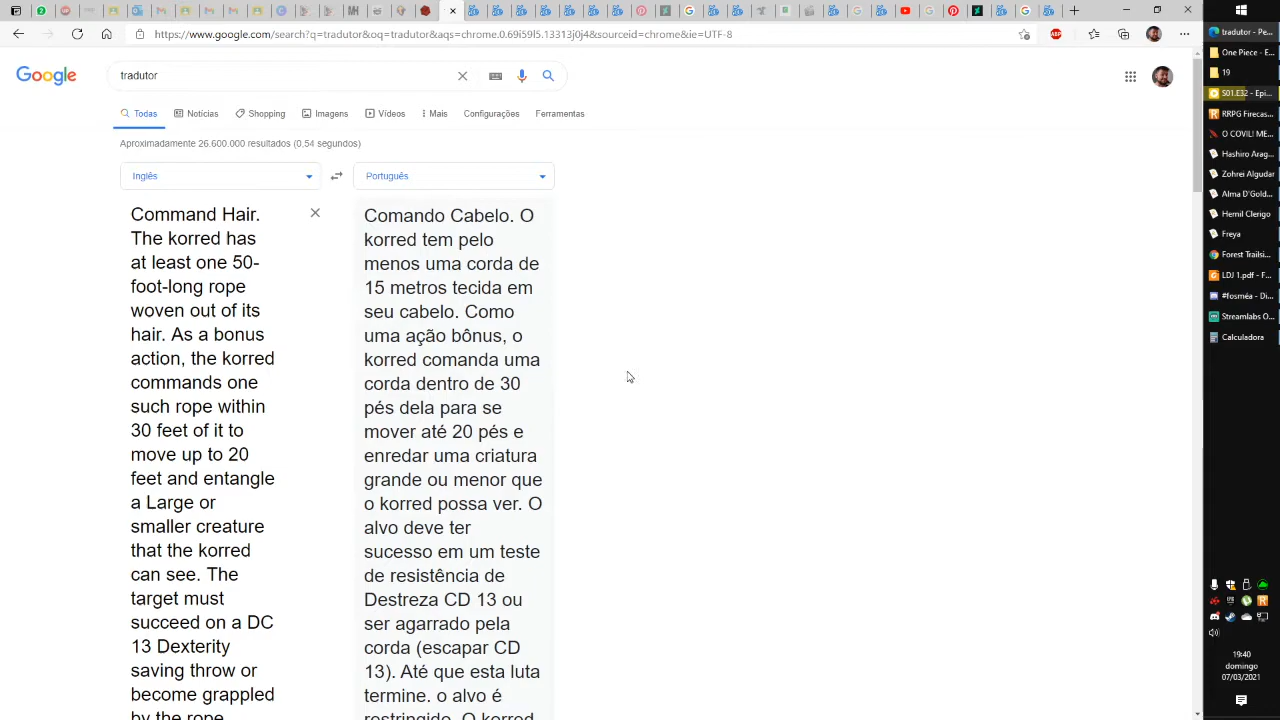 https://www.google.com/search?q=tradutor&oq=tradutor&aqs=chrome.0.69i59l5.13313j0j4&sourceid=chrome&ie=UTF-8
ABP
tradutor - Pe...
One Piece - E...
19
S01.E32 - Epi...
RRPG Firecas...
O COVIL! ME...
Hashiro Arag...
Zohrei Algudar
Alma D'Gold...
Hernil Clerigo
Freya
Forest Trailsi...
LDJ 1.pdf - F...
#fosméa - Di...
Streamlabs O...
Calculadora
19:40
domingo
07/03/2021
Google
tradutor
Todas
Notícias
Shopping
Imagens
Vídeos
Mais
Configurações
Ferramentas
Aproximadamente 26.600.000 resultados (0.54 segundos)
Inglês
Português
Command Hair.
The korred has
at least one 50-
foot-long rope
woven out of its
hair. As a bonus
action, the korred
commands one
such rope within
30 feet of it to
move up to 20
feet and entangle
a Large or
smaller creature
that the korred
can see. The
target must
succeed on a DC
13 Dexterity
saving throw or
become grappled
by the rope
Comando Cabelo. O
korred tem pelo
menos uma corda de
15 metros tecida em
seu cabelo. Como
uma ação bônus, o
korred comanda uma
corda dentro de 30
pés dela para se
mover até 20 pés e
enredar uma criatura
grande ou menor que
o korred possa ver. O
alvo deve ter
sucesso em um teste
de resistência de
Destreza CD 13 ou
ser agarrado pela
corda (escapar CD
13). Até que esta luta
termine. o alvo é
restringido. O korred